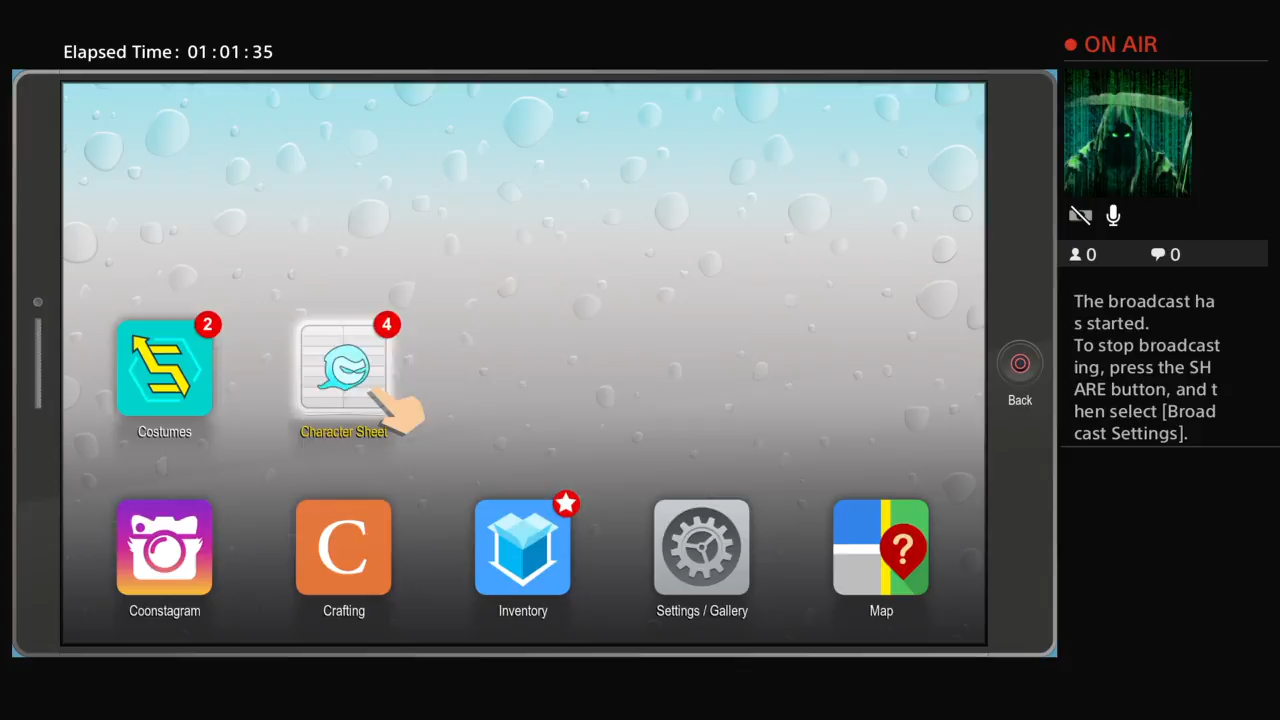 Elapsed Time: 01:01:35
ON AIR
0 0
The broadcast ha
s started.
To stop broadcast
ing, press the SH
ARE button, and t
hen select [Broad
cast Settings].
Back
2
4
Costumes
Character Sheet
C
?
Coonstagram
Crafting
Inventory
Settings / Gallery
Map